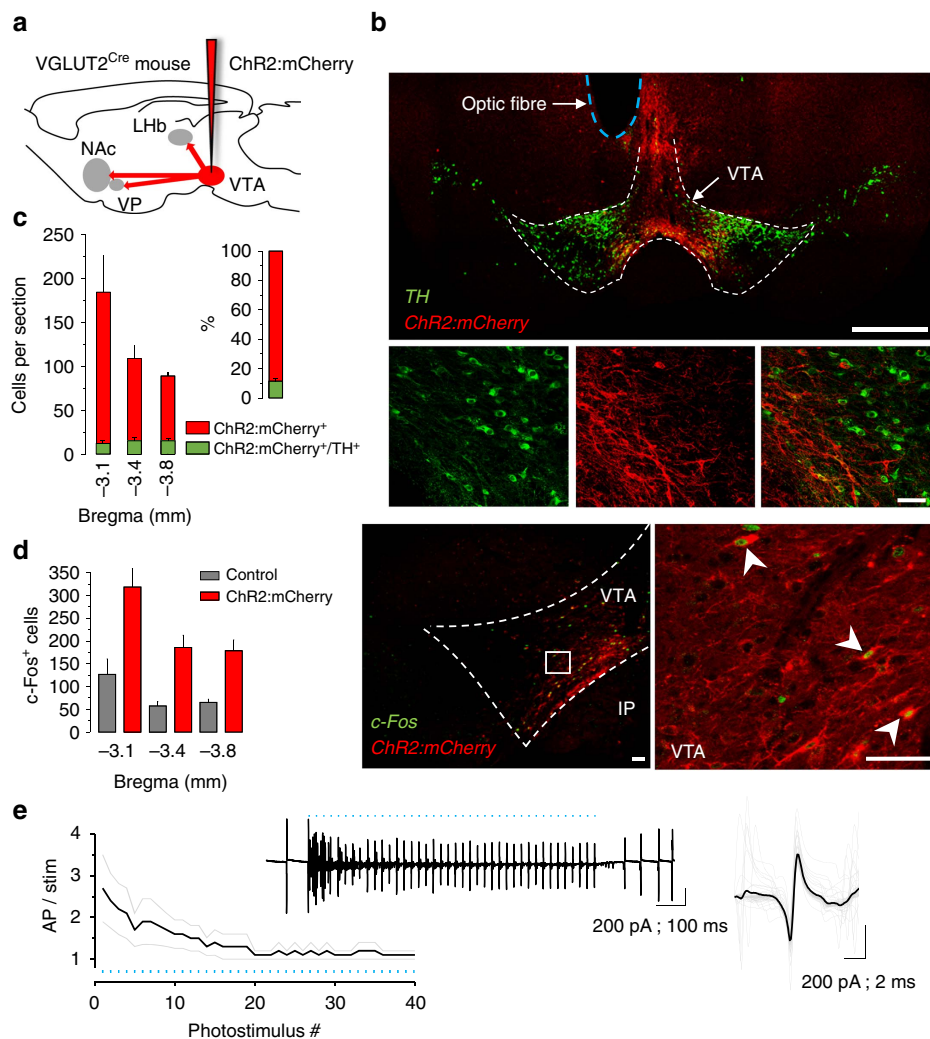 a
VGLUT2Cre mouse
ChR2:mCherry
LHb
NAc
VP
VTA
b
Optic fibre
VTA
TH
ChR2:mCherry
c
Cells per section
250
200
150
100
50
0
–3.1
–3.4
–3.8
Bregma (mm)
%
100
80
60
40
20
0
ChR2:mCherry+
ChR2:mCherry+/TH+
d
c-Fos+ cells
350
300
250
200
150
100
50
0
–3.1
–3.4
–3.8
Bregma (mm)
Control
ChR2:mCherry
VTA
IP
c-Fos
ChR2:mCherry
VTA
e
AP / stim
4
3
2
1
0
10
20
30
40
Photostimulus #
200 pA ; 100 ms
200 pA ; 2 ms